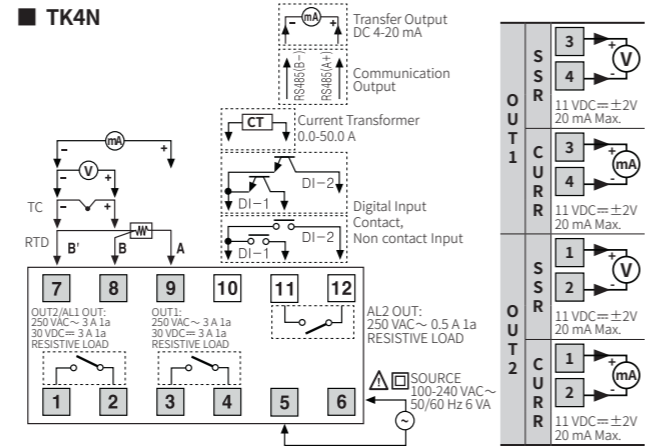 ■ TK4N
mA
- +
Transfer Output
DC 4-20 mA
RS485(B-)
RS485(A+)
Communication
Output
CT
Current Transformer
0.0-50.0 A
DI-1
DI-2
Digital Input
Contact,
Non contact Input
DI-1
DI-2
mA
- +
V
- +
TC
- +
RTD
B'
B
A
7 8 9 10 11 12
OUT2/AL1 OUT:
250 VAC～ 3 A 1a
30 VDC⎓ 3 A 1a
RESISTIVE LOAD
OUT1:
250 VAC～ 3 A 1a
30 VDC⎓ 3 A 1a
RESISTIVE LOAD
AL2 OUT:
250 VAC～ 0.5 A 1a
RESISTIVE LOAD
1 2 3 4 5 6
SOURCE
100-240 VAC～
50/60 Hz 6 VA
～
OUT1
SSR
3
4
+
V
-
11 VDC⎓ ±2V
20 mA Max.
CURR
3
4
+
mA
-
11 VDC⎓ ±2V
20 mA Max.
OUT2
SSR
1
2
+
V
-
11 VDC⎓ ±2V
20 mA Max.
CURR
1
2
+
mA
-
11 VDC⎓ ±2V
20 mA Max.